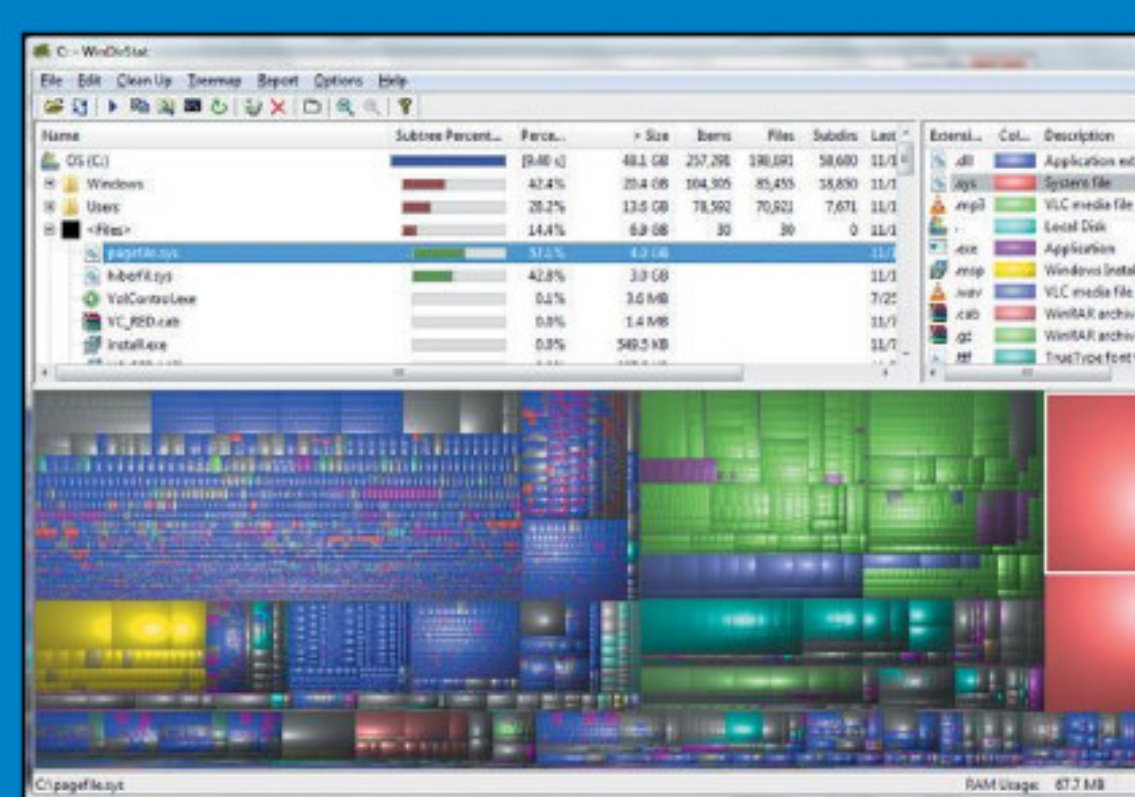 C: - WinDirStat
File Edit Clean Up Treemap Report Options Help
Name Subtree Percent... Perce... > Size Items Files Subdirs Last
OS (C:) [9:40 s] 48.1 GB 257,291 198,691 58,600 11/1
Windows 42.4% 20.4 GB 104,305 85,455 18,850 11/1
Users 28.2% 13.6 GB 78,592 70,921 7,671 11/1
<Files> 14.4% 6.9 GB 30 30 0 11/1
pagefile.sys 57.1% 4.0 GB 11/1
hiberfil.sys 42.8% 3.0 GB 11/1
VolControl.exe 0.1% 3.6 MB 7/25
VC_RED.cab 0.0% 1.4 MB 11/7
install.exe 0.0% 549.5 KB 11/7
Extensi... Col... Description
.dll Application ext
.sys System file
.mp3 VLC media file
. Local Disk
.exe Application
.msp Windows Instal
.wav VLC media file
.cab WinRAR archiv
.gz WinRAR archiv
.ttf TrueType font
C:\pagefile.sys RAM Usage: 67.7 MB